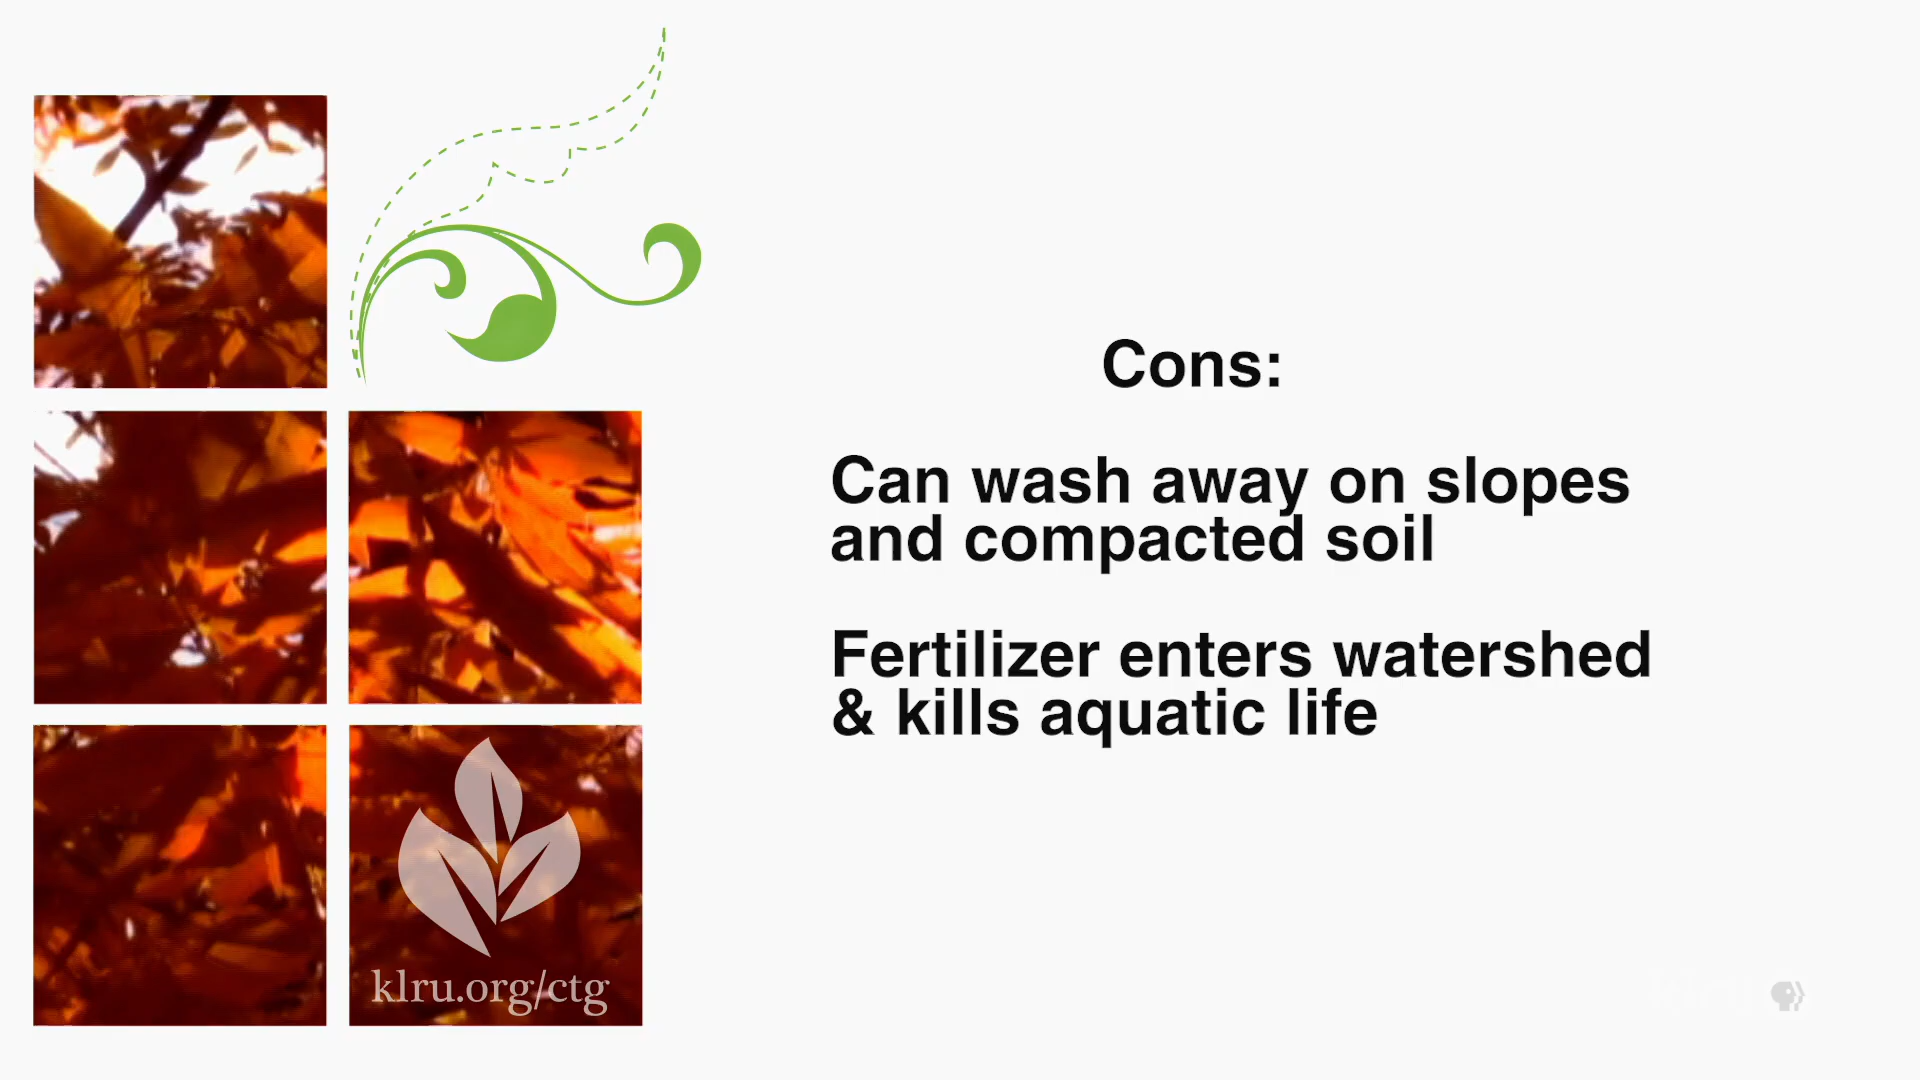 Cons:
Can wash away on slopes
and compacted soil
Fertilizer enters watershed
& kills aquatic life
klru.org/ctg